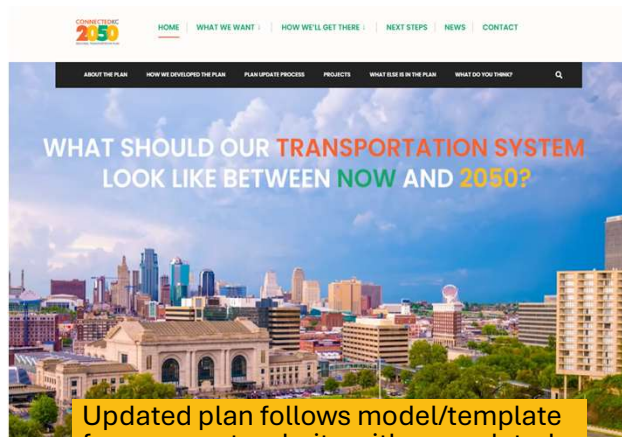 CONNECTEDKC
2050
HOME WHAT WE WANT HOW WE'LL GET THERE NEXT STEPS NEWS CONTACT
ABOUT THE PLAN HOW WE DEVELOPED THE PLAN PLAN UPDATE PROCESS PROJECTS WHAT ELSE IS IN THE PLAN WHAT DO YOU THINK?
WHAT SHOULD OUR TRANSPORTATION SYSTEM
LOOK LIKE BETWEEN NOW AND 2050?
Updated plan follows model/template